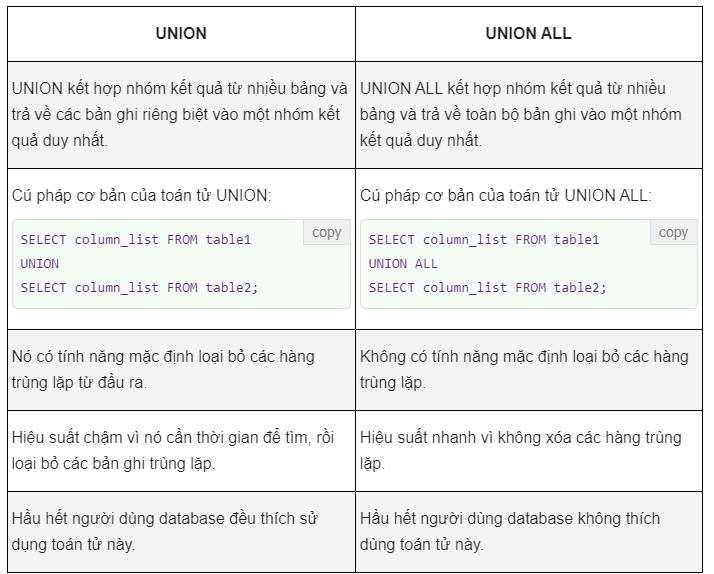 UNION
UNION ALL
UNION kết hợp nhóm kết quả từ nhiều bảng và
trả về các bản ghi riêng biệt vào một nhóm kết
quả duy nhất.
UNION ALL kết hợp nhóm kết quả từ nhiều
bảng và trả về toàn bộ bản ghi vào một nhóm
kết quả duy nhất.
Cú pháp cơ bản của toán tử UNION:
copy
SELECT column_list FROM table1
UNION
SELECT column_list FROM table2;
Cú pháp cơ bản của toán tử UNION ALL:
copy
SELECT column_list FROM table1
UNION ALL
SELECT column_list FROM table2;
Nó có tính năng mặc định loại bỏ các hàng
trùng lặp từ đầu ra.
Không có tính năng mặc định loại bỏ các hàng
trùng lặp.
Hiệu suất chậm vì nó cần thời gian để tìm, rồi
loại bỏ các bản ghi trùng lặp.
Hiệu suất nhanh vì không xóa các hàng trùng
lặp.
Hầu hết người dùng database đều thích sử
dụng toán tử này.
Hầu hết người dùng database không thích
dùng toán tử này.